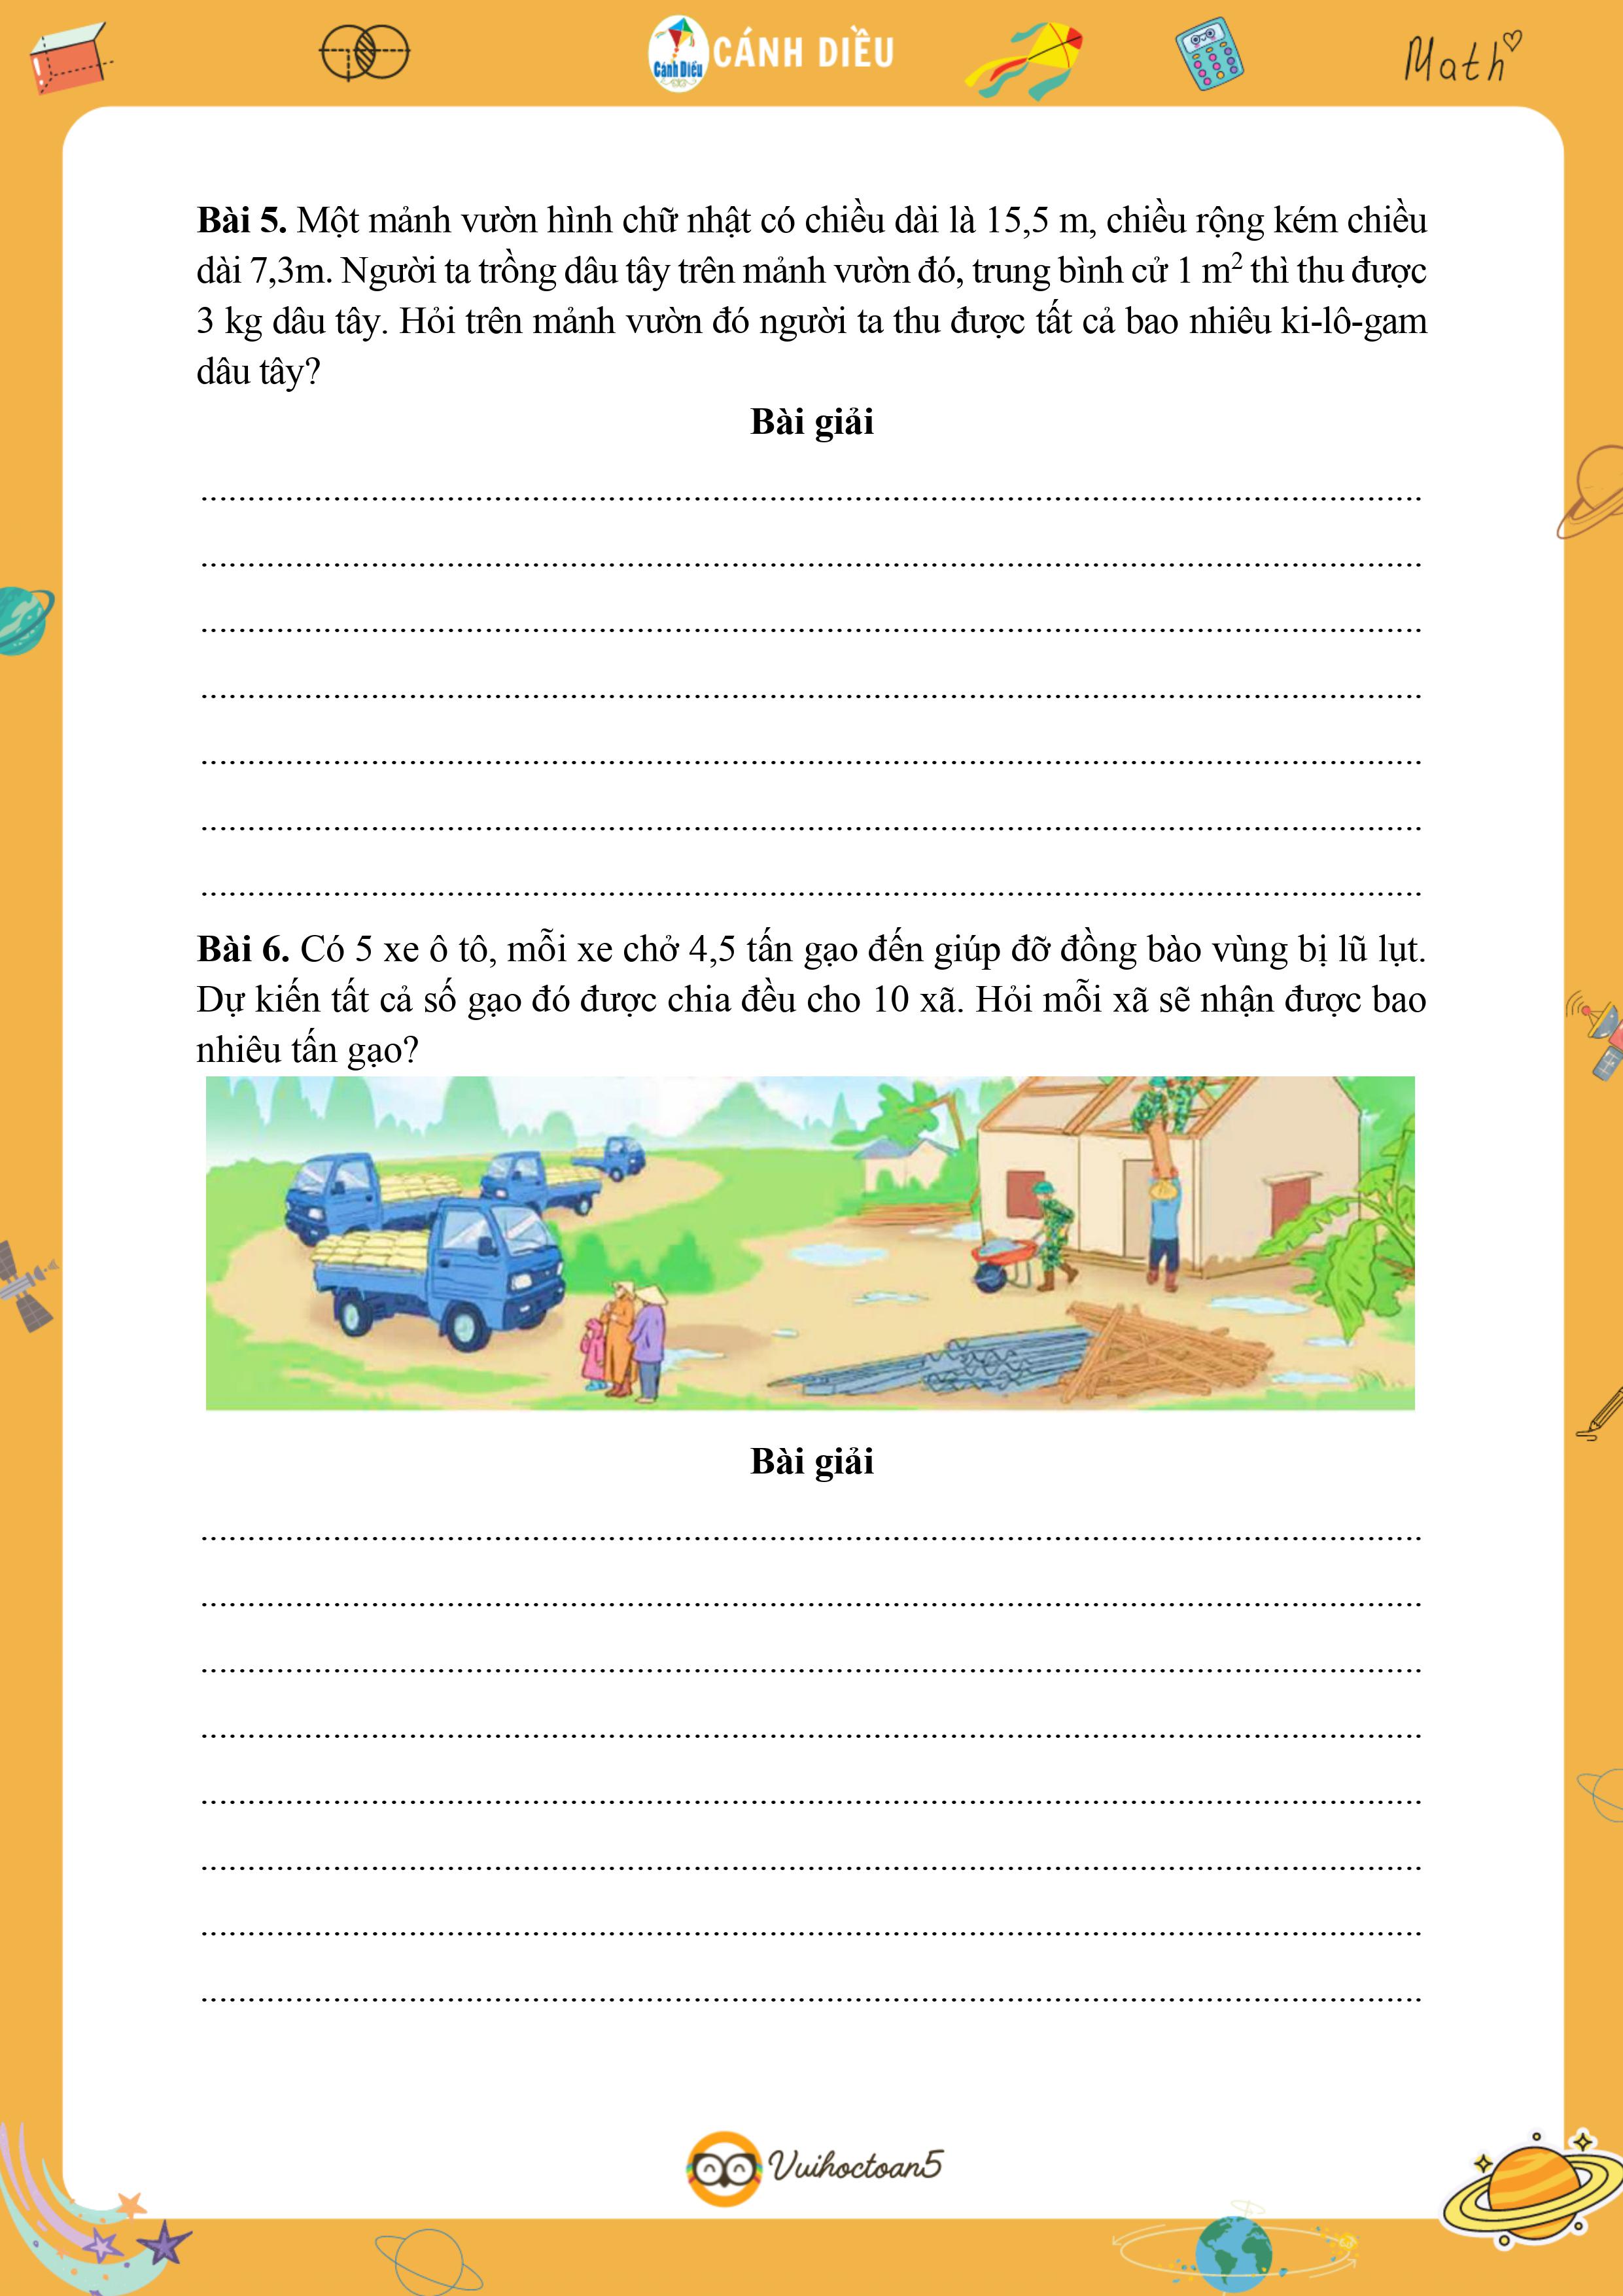 Cánh Diều
CÁNH DIỀU
Math
Bài 5. Một mảnh vườn hình chữ nhật có chiều dài là 15,5 m, chiều rộng kém chiều
dài 7,3m. Người ta trồng dâu tây trên mảnh vườn đó, trung bình cử 1 m² thì thu được
3 kg dâu tây. Hỏi trên mảnh vườn đó người ta thu được tất cả bao nhiêu ki-lô-gam
dâu tây?
Bài giải
Bài 6. Có 5 xe ô tô, mỗi xe chở 4,5 tấn gạo đến giúp đỡ đồng bào vùng bị lũ lụt.
Dự kiến tất cả số gạo đó được chia đều cho 10 xã. Hỏi mỗi xã sẽ nhận được bao
nhiêu tấn gạo?
Bài giải
Vuihoctoan5